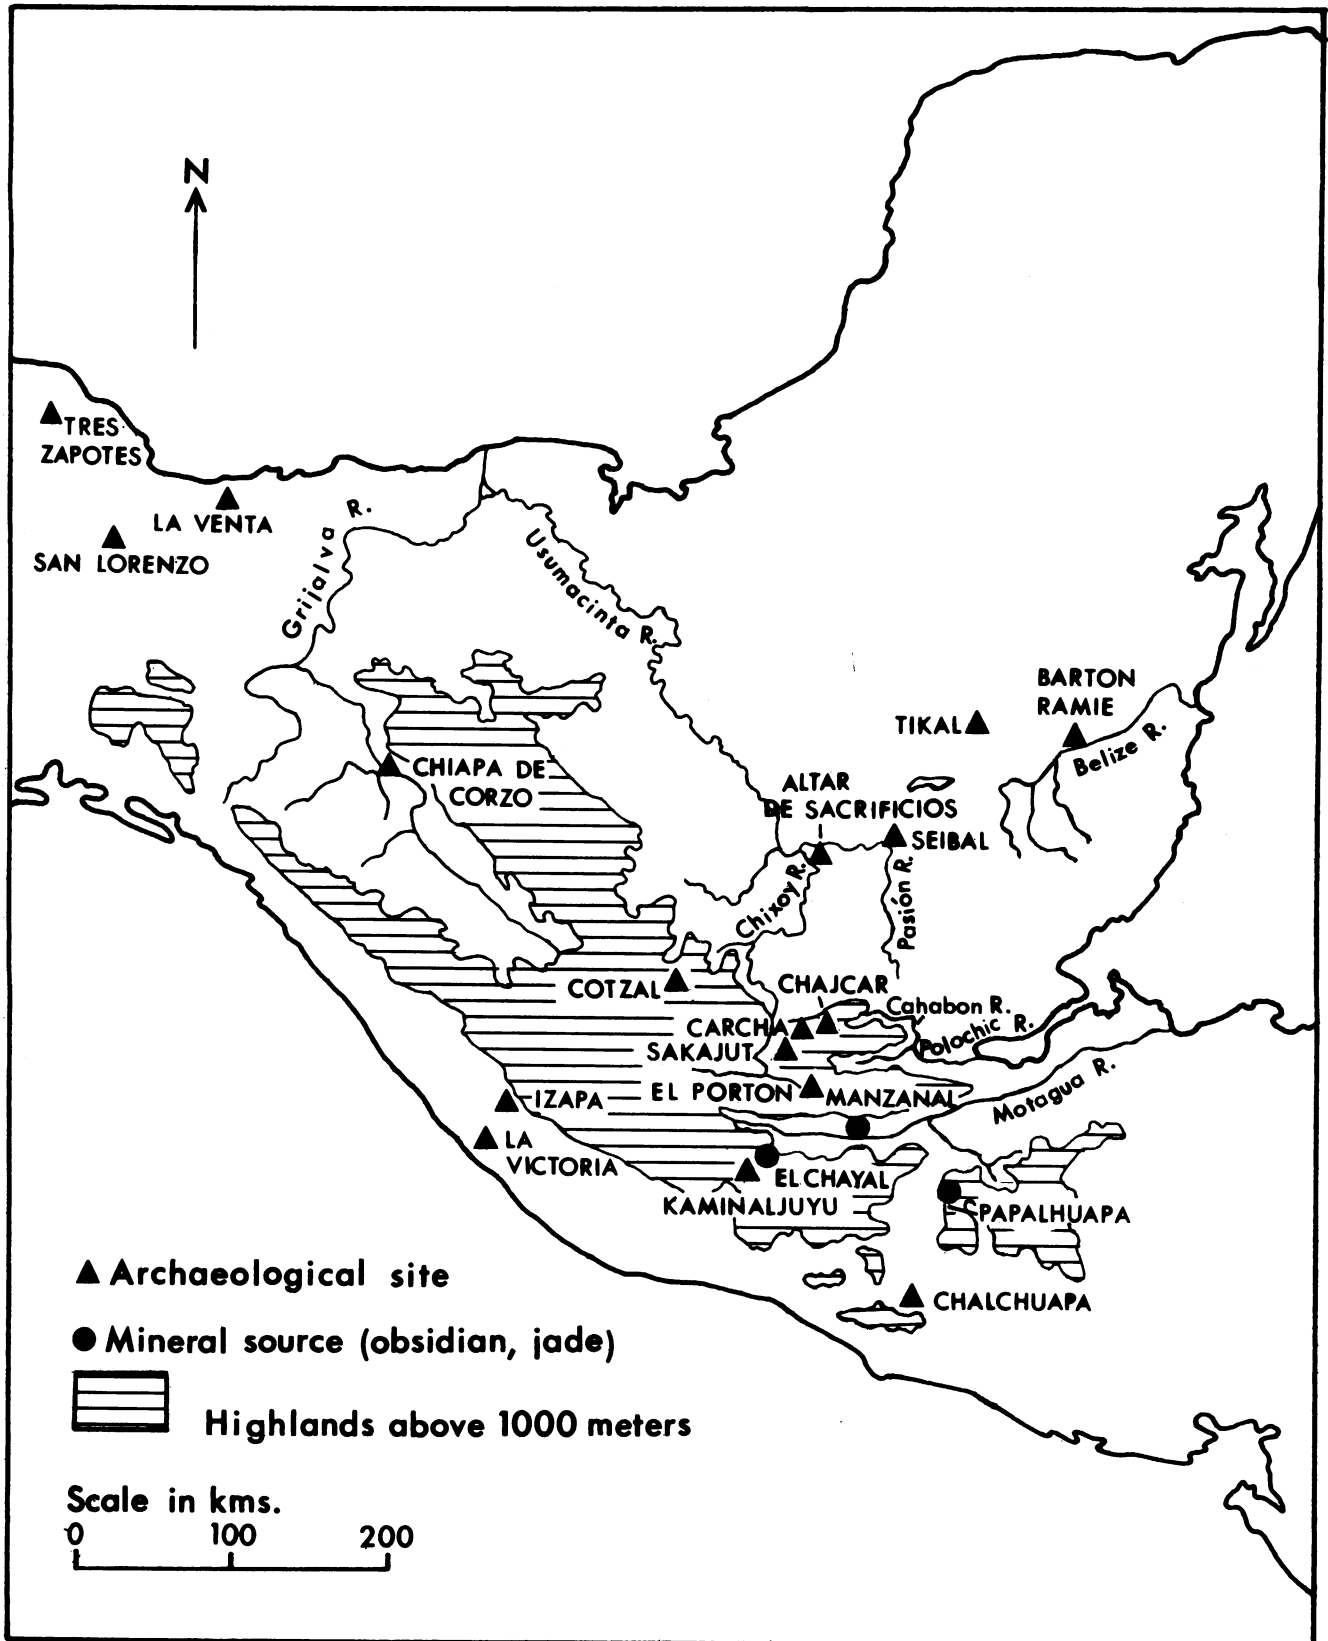 N
TRES
ZAPOTES
LA VENTA
SAN LORENZO
Grijalva R.
Usumacinta R.
BARTON
RAMIE
TIKAL
Belize R.
CHIAPA DE
CORZO
ALTAR
DE SACRIFICIOS
SEIBAL
Chixoy R.
Pasión R.
COTZAL
CHAJCAR
Cahabon R.
CARCHA
Polochic R.
SAKAJUT
EL PORTON
MANZANAL
Motagua R.
IZAPA
LA
VICTORIA
EL CHAYAL
KAMINALJUYU
PAPALHUAPA
CHALCHUAPA
Archaeological site
Mineral source (obsidian, jade)
Highlands above 1000 meters
Scale in kms.
0 100 200